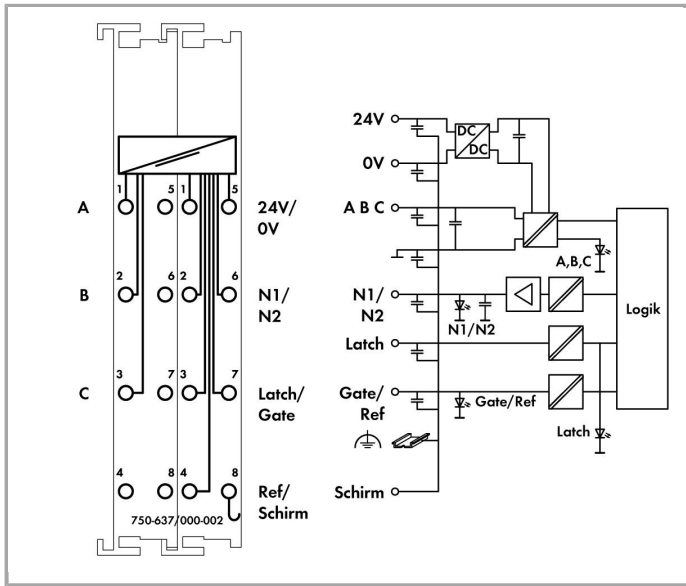 1 5 1 5
A
24V/
0V
2 6 2 6
B
N1/
N2
3 7 3 7
C
Latch/
Gate
4 8 4 8
Ref/
Schirm
750-637/000-002
24V
DC
DC
0V
A B C
A,B,C
N1/
N2
N1/N2
Logik
Latch
Gate/
Ref
Gate/Ref
Latch
Schirm